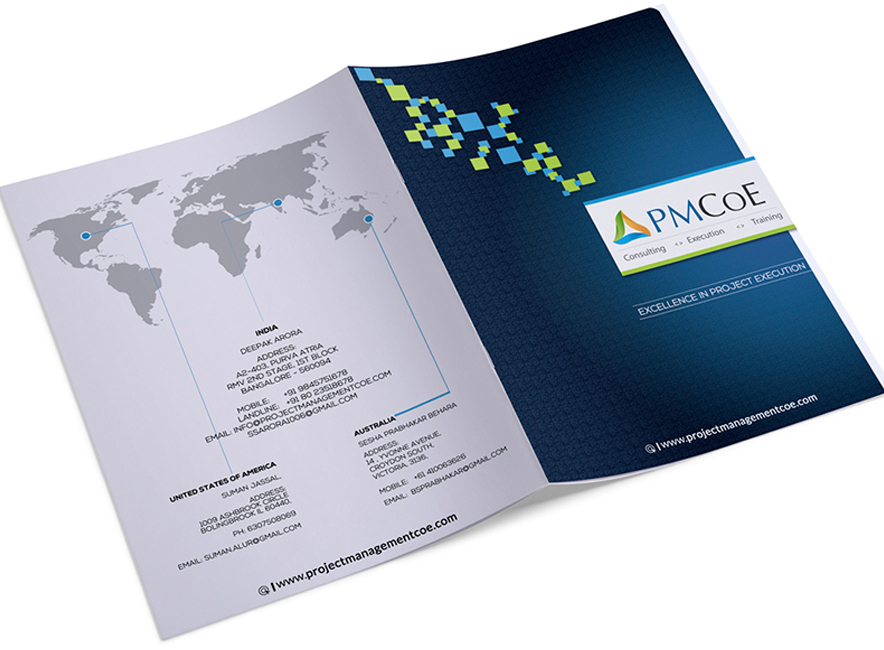 INDIA
DEEPAK ARORA
ADDRESS:
A2-403, PURVA ATRIA
RMV 2ND STAGE, 1ST BLOCK
BANGALORE - 560094
MOBILE: +91 9845751678
LANDLINE: +91 80 23518678
EMAIL: INFO@PROJECTMANAGEMENTCOE.COM
SSARORA1006@GMAIL.COM
AUSTRALIA
SESHA PRABHAKAR BEHARA
ADDRESS:
14 , YVONNE AVENUE,
CROYDON SOUTH,
VICTORIA, 3136.
MOBILE: +61 410063626
EMAIL: BSPRABHAKAR@GMAIL.COM
UNITED STATES OF AMERICA
SUMAN JASSAL.
ADDRESS:
1009 ASHBROOK CIRCLE
BOLINGBROOK IL 60440,
PH: 6307508069
EMAIL: SUMAN.ALUR@GMAIL.COM
www.projectmanagementcoe.com
PMCoE
Consulting <> Execution <> Training
EXCELLENCE IN PROJECT EXECUTION
www.projectmanagementcoe.com